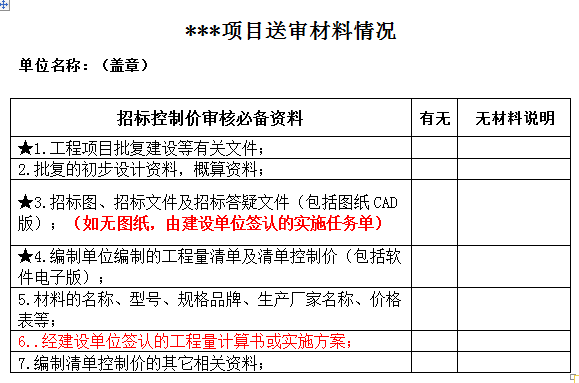 ***项目送审材料情况
单位名称：（盖章）
招标控制价审核必备资料 有无 无材料说明
★1.工程项目批复建设等有关文件；
2.批复的初步设计资料，概算资料；
★3.招标图、招标文件及招标答疑文件（包括图纸CAD
版）；（如无图纸，由建设单位签认的实施任务单）
★4.编制单位编制的工程量清单及清单控制价（包括软
件电子版）；
5.材料的名称、型号、规格品牌、生产厂家名称、价格
表等；
6..经建设单位签认的工程量计算书或实施方案；
7.编制清单控制价的其它相关资料；